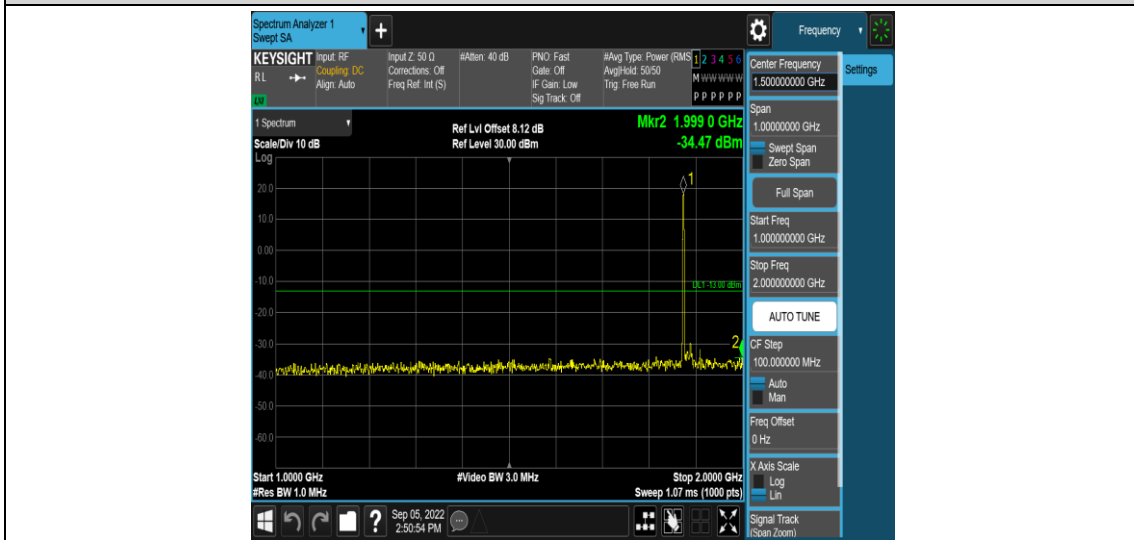 Spectrum Analyzer 1
Swept SA
+
Frequency
KEYSIGHT
RL
Input: RF
Coupling: DC
Align: Auto
Input Z: 50 Ω
Corrections: Off
Freq Ref: Int (S)
#Atten: 40 dB
PNO: Fast
Gate: Off
IF Gain: Low
Sig Track: Off
#Avg Type: Power (RMS
Avg|Hold: 50/50
Trig: Free Run
1 2 3 4 5 6
M W W W W W
P P P P P P
Center Frequency
1.500000000 GHz
Settings
1 Spectrum
Scale/Div 10 dB
Log
Ref Lvl Offset 8.12 dB
Ref Level 30.00 dBm
Mkr2 1.999 0 GHz
-34.47 dBm
Span
1.00000000 GHz
Swept Span
Zero Span
Full Span
Start Freq
1.000000000 GHz
Stop Freq
2.000000000 GHz
AUTO TUNE
CF Step
100.000000 MHz
Auto
Man
Freq Offset
0 Hz
X Axis Scale
Log
Lin
Signal Track
(Span Zoom)
1
20.0
10.0
0.00
-10.0
DL1 -13.00 dBm
-20.0
-30.0
2
-40.0
-50.0
-60.0
Start 1.0000 GHz
#Res BW 1.0 MHz
#Video BW 3.0 MHz
Stop 2.0000 GHz
Sweep 1.07 ms (1000 pts)
?
Sep 05, 2022
2:50:54 PM